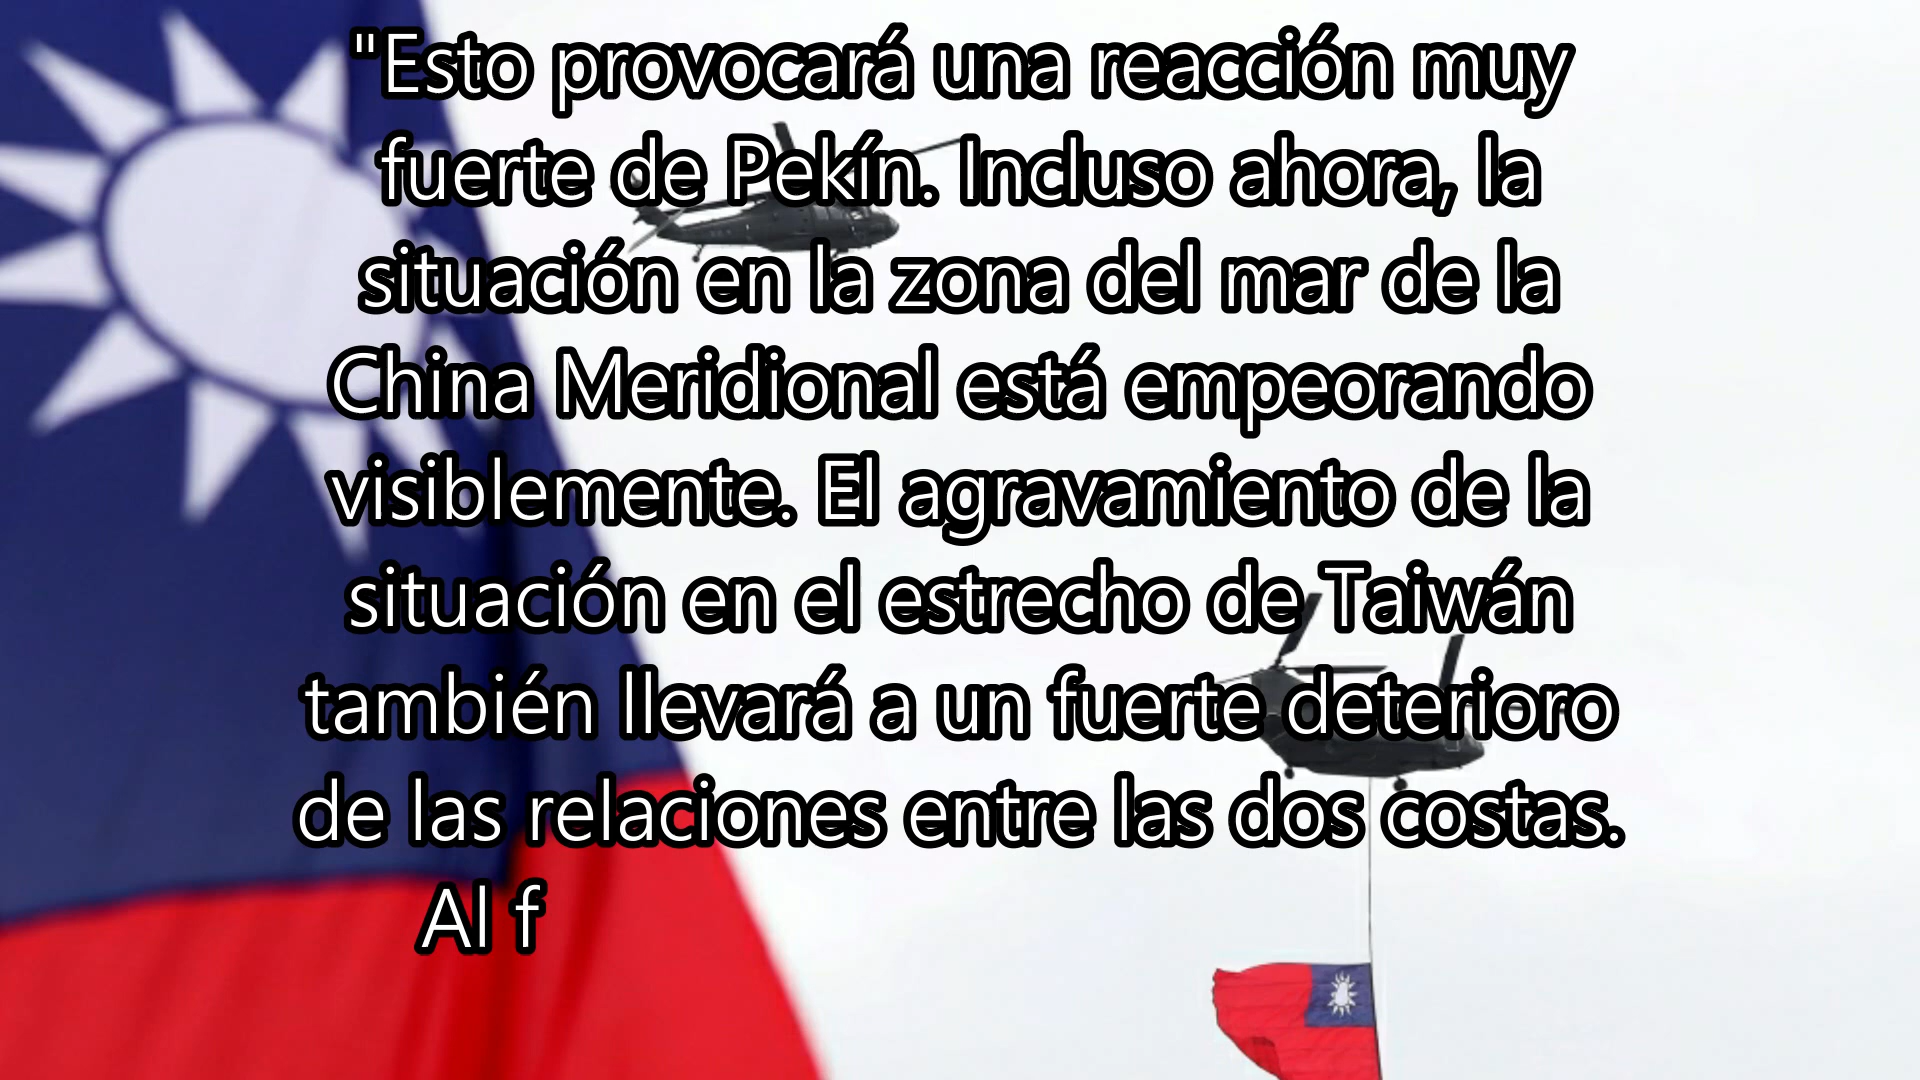 "Esto provocará una reacción muy
fuerte de Pekín. Incluso ahora, la
situación en la zona del mar de la
China Meridional está empeorando
visiblemente. El agravamiento de la
situación en el estrecho de Taiwán
también llevará a un fuerte deterioro
de las relaciones entre las dos costas.
Al f